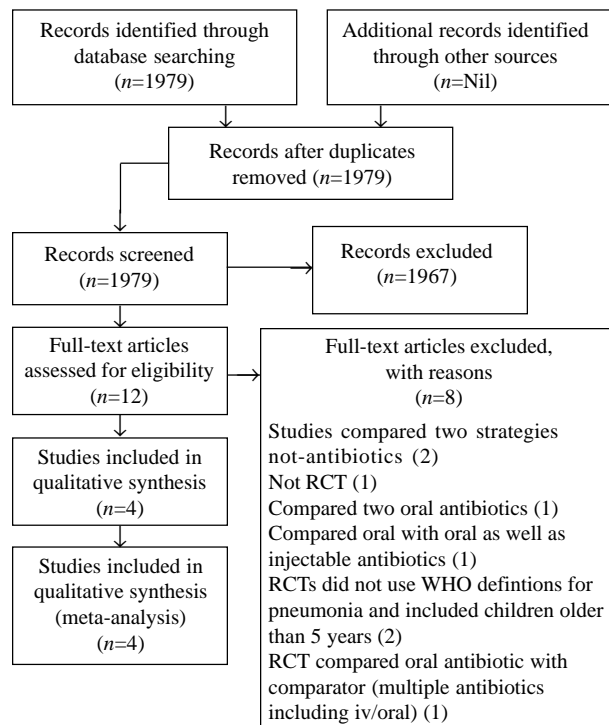 Records identified through
database searching
(n=1979)
Additional records identified
through other sources
(n=Nil)
Records after duplicates
removed (n=1979)
Records screened
(n=1979)
Records excluded
(n=1967)
Full-text articles
assessed for eligibility
(n=12)
Full-text articles excluded,
with reasons
(n=8)
Studies compared two strategies
not-antibiotics (2)
Not RCT (1)
Compared two oral antibiotics (1)
Compared oral with oral as well as
injectable antibiotics (1)
RCTs did not use WHO defintions for
pneumonia and included children older
than 5 years (2)
RCT compared oral antibiotic with
comparator (multiple antibiotics
including iv/oral) (1)
Studies included in
qualitative synthesis
(n=4)
Studies included in
qualitative synthesis
(meta-analysis)
(n=4)